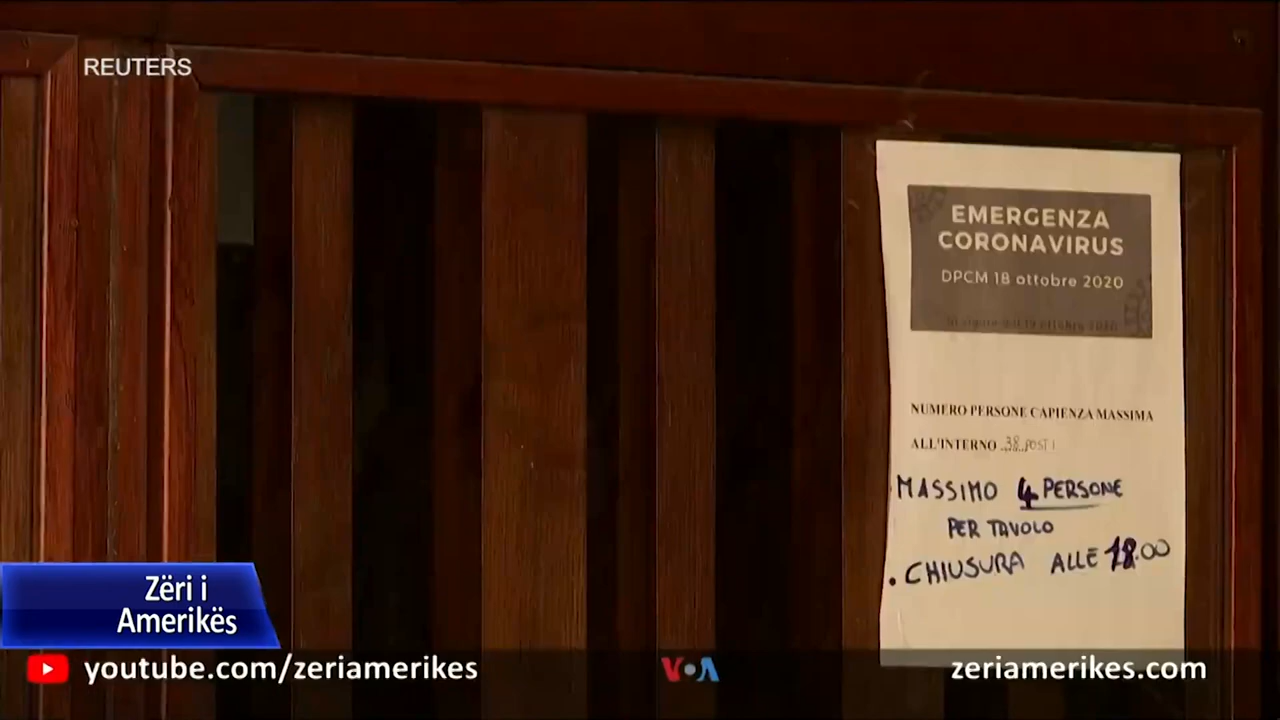 REUTERS
EMERGENZA
CORONAVIRUS
DPCM 18 ottobre 2020
NUMERO PERSONE CAPIENZA MASSIMA
ALL'INTERNO 38 POSTI
MASSIMO 4 PERSONE
PER TAVOLO
. CHIUSURA ALLE 18.00
Zëri i
Amerikës
youtube.com/zeriamerikes
VOA
zeriamerikes.com